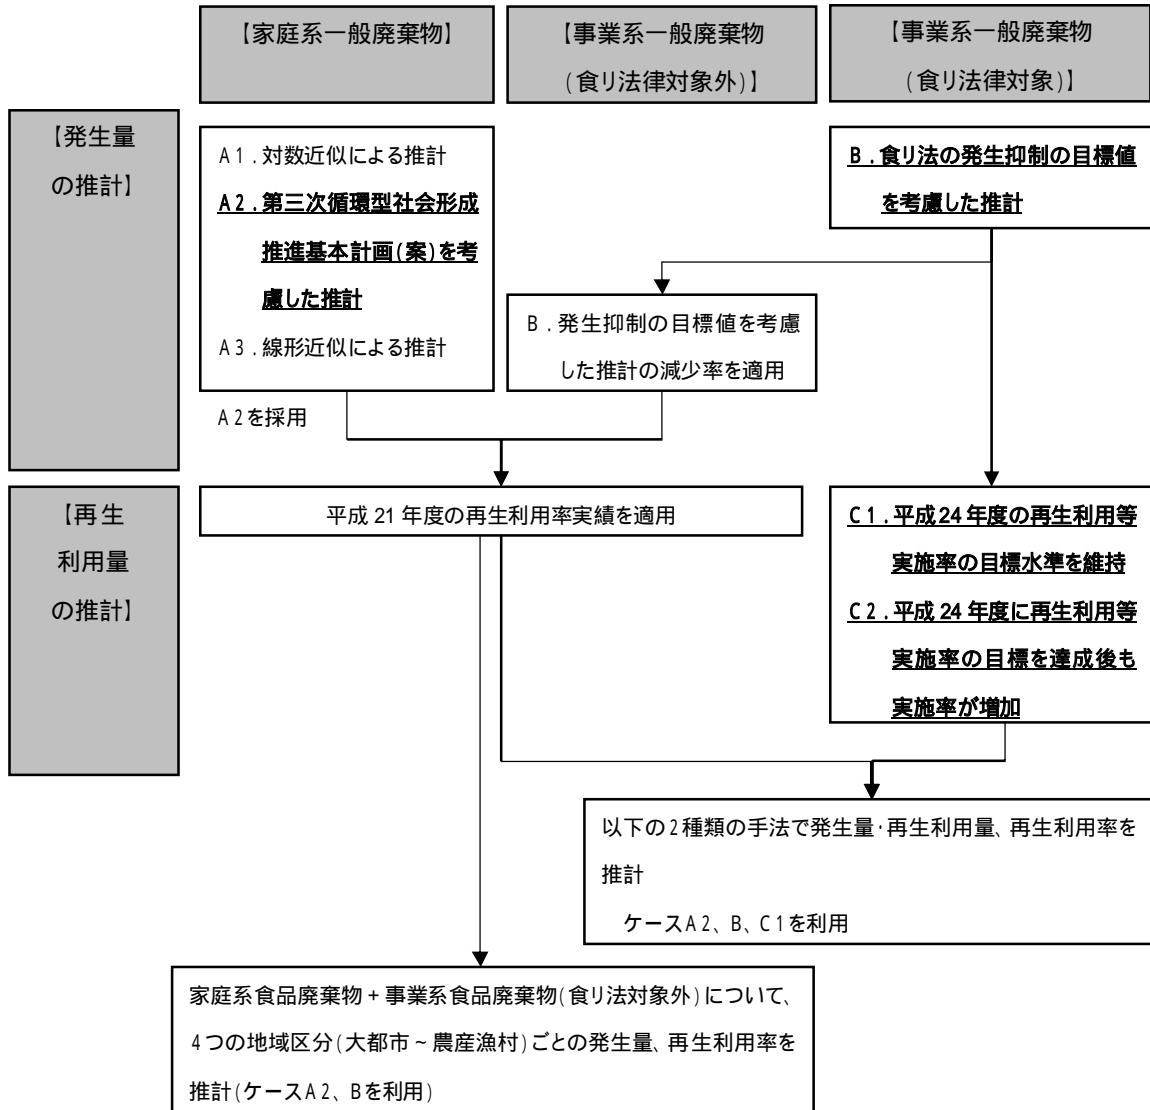 【家庭系一般廃棄物】
【事業系一般廃棄物
(食リ法律対象外)】
【事業系一般廃棄物
(食リ法律対象)】
【発生量
の推計】
A1．対数近似による推計
A2．第三次循環型社会形成
推進基本計画(案)を考
慮した推計
A3．線形近似による推計
B．発生抑制の目標値を考慮
した推計の減少率を適用
B．食リ法の発生抑制の目標値
を考慮した推計
A2を採用
【再生
利用量
の推計】
平成21年度の再生利用率実績を適用
C1．平成24年度の再生利用等
実施率の目標水準を維持
C2．平成24年度に再生利用等
実施率の目標を達成後も
実施率が増加
以下の2種類の手法で発生量・再生利用量、再生利用率を
推計
ケースA2、B、C1を利用
家庭系食品廃棄物+事業系食品廃棄物(食リ法対象外)について、
4つの地域区分(大都市～農産漁村)ごとの発生量、再生利用率を
推計(ケースA2、Bを利用)